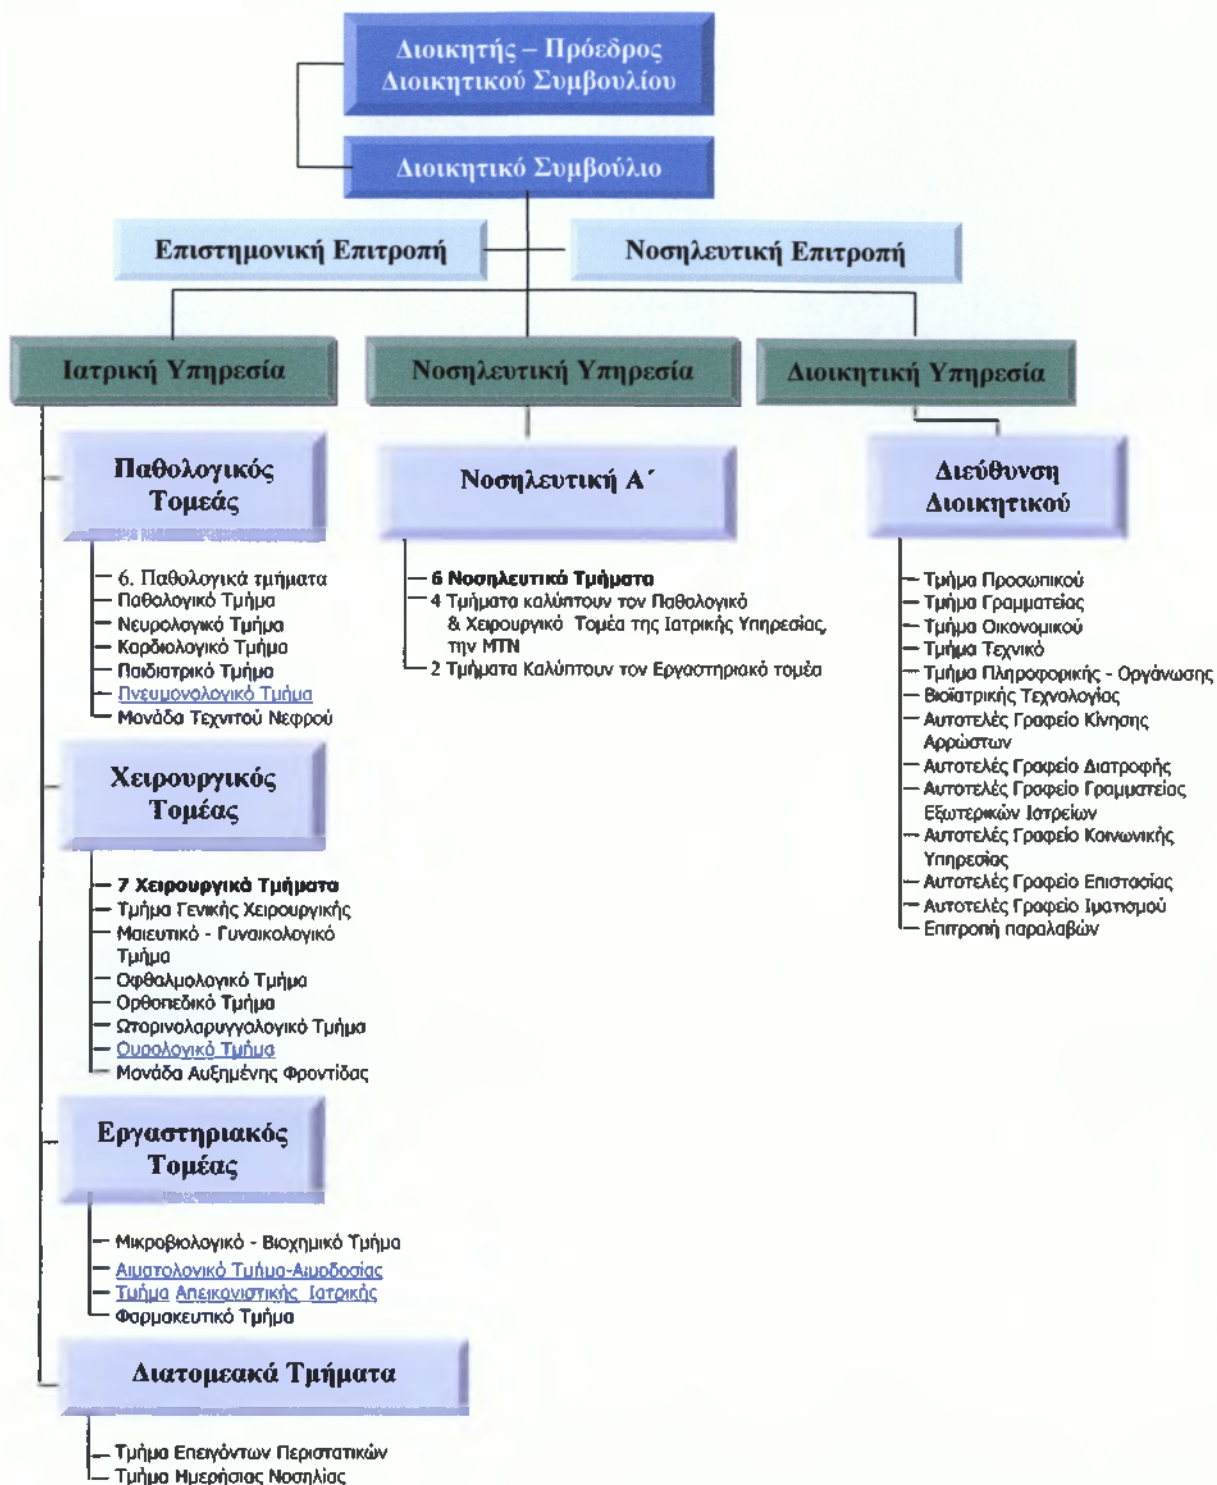 Διοικητής – Πρόεδρος
Διοικητικού Συμβουλίου
Διοικητικό Συμβούλιο
Επιστημονική Επιτροπή
Νοσηλευτική Επιτροπή
Ιατρική Υπηρεσία
Νοσηλευτική Υπηρεσία
Διοικητική Υπηρεσία
Παθολογικός
Τομεάς
6. Παθολογικά τμήματα
Παθολογικό Τμήμα
Νευρολογικό Τμήμα
Καρδιολογικό Τμήμα
Παιδιατρικό Τμήμα
Πνευμονολογικό Τμήμα
Μονάδα Τεχνιτού Νεφρού
Χειρουργικός
Τομέας
7 Χειρουργικά Τμήματα
Τμήμα Γενικής Χειρουργικής
Μαιευτικό - Γυναικολογικό
Τμήμα
Οφθαλμολογικό Τμήμα
Ορθοπεδικό Τμήμα
Ωτορινολαρυγγολογικό Τμήμα
Ουρολογικό Τμήμα
Μονάδα Αυξημένης Φροντίδας
Εργαστηριακός
Τομέας
Μικροβιολογικό - Βιοχημικό Τμήμα
Αιματολογικό Τμήμα-Αιμοδοσίας
Τμήμα Απεικονιστικής Ιατρικής
Φαρμακευτικό Τμήμα
Διατομεακά Τμήματα
Τμήμα Επειγόντων Περιστατικών
Τμήμα Ημερήσιας Νοσηλίας
Νοσηλευτική Α΄
6 Νοσηλευτικά Τμήματα
4 Τμήματα καλύπτουν τον Παθολογικό
& Χειρουργικό Τομέα της Ιατρικής Υπηρεσίας,
την ΜΤΝ
2 Τμήματα Καλύπτουν τον Εργαστηριακό τομέα
Διεύθυνση
Διοικητικού
Τμήμα Προσωπικού
Τμήμα Γραμματείας
Τμήμα Οικονομικού
Τμήμα Τεχνικό
Τμήμα Πληροφορικής - Οργάνωσης
Βιοϊατρικής Τεχνολογίας
Αυτοτελές Γραφείο Κίνησης
Αρρώστων
Αυτοτελές Γραφείο Διατροφής
Αυτοτελές Γραφείο Γραμματείας
Εξωτερικών Ιατρείων
Αυτοτελές Γραφείο Κοινωνικής
Υπηρεσίας
Αυτοτελές Γραφείο Επιστασίας
Αυτοτελές Γραφείο Ιματισμού
Επιτροπή παραλαβών